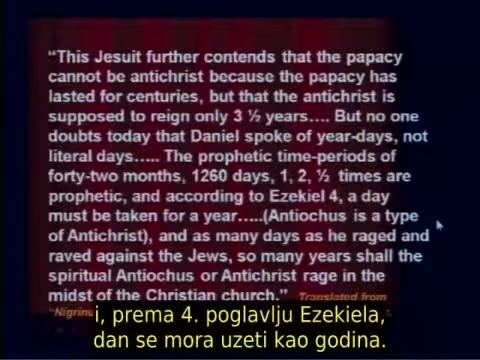 “This Jesuit further contends that the papacy
cannot be antichrist because the papacy has
lasted for centuries, but that the antichrist is
supposed to reign only 3 ½ years…. But no one
doubts today that Daniel spoke of year-days, not
literal days….. The prophetic time-periods of
forty-two months, 1260 days, 1, 2, ½ times are
prophetic, and according to Ezekiel 4, a day
must be taken for a year…..(Antiochus is a type
of Antichrist), and as many days as he raged and
raved against the Jews, so many years shall the
spiritual Antiochus or Antichrist rage in the
midst of the Christian church.” Translated from
i, prema 4. poglavlju Ezekiela,
dan se mora uzeti kao godina.